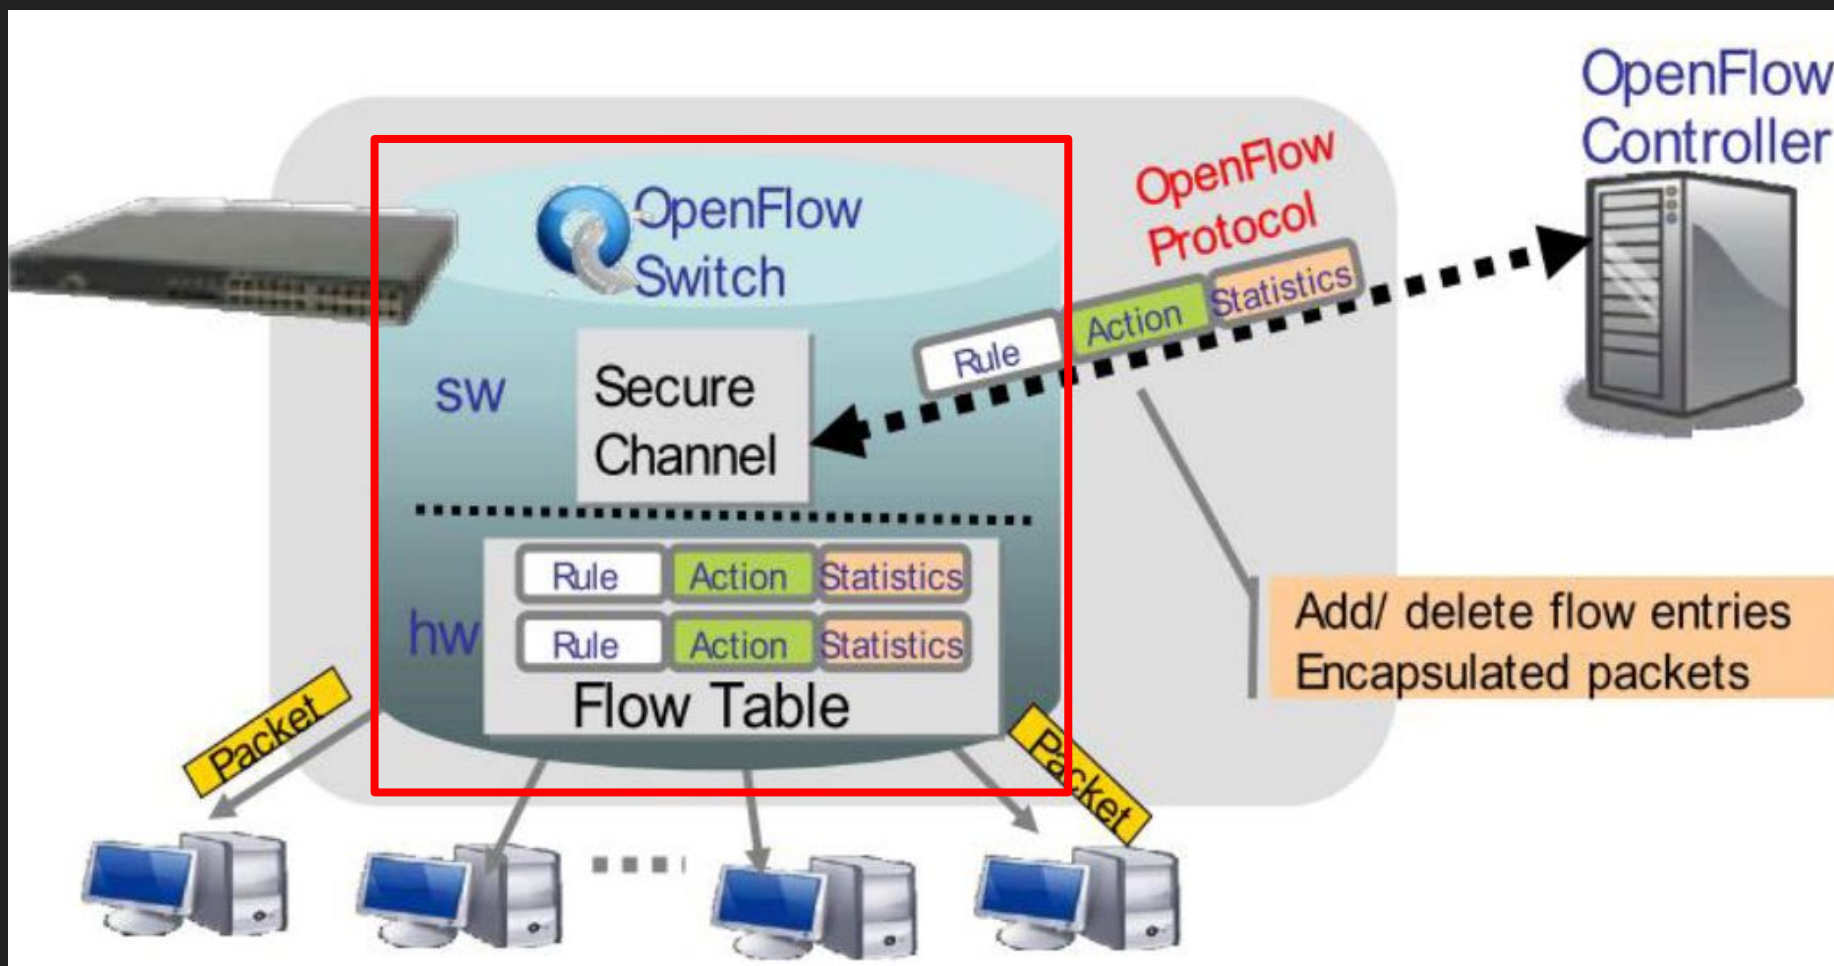 OpenFlow
Controller
OpenFlow
Protocol
OpenFlow
Switch
Rule
Action
Statistics
sw
Secure
Channel
Rule
Action
Statistics
hw
Rule
Action
Statistics
Flow Table
Add/ delete flow entries
Encapsulated packets
Packet
Packet